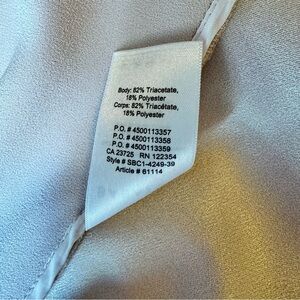 Body: 82% Triacetate,
18% Polyester
Corps: 82% Triacétate,
18% Polyester
P.O. # 4500113357
P.O. # 4500113358
P.O. # 4500113359
CA 23725 RN 122354
Style # SBC1-4249-39
Article # 61114